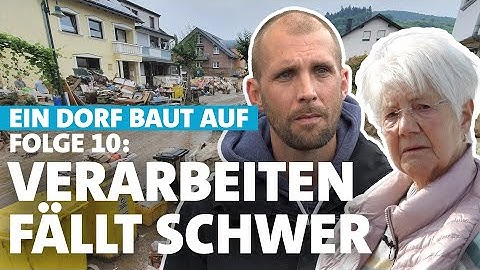 EIN DORF BAUT AUF
FOLGE 10:
VERARBEITEN
FÄLLT SCHWER